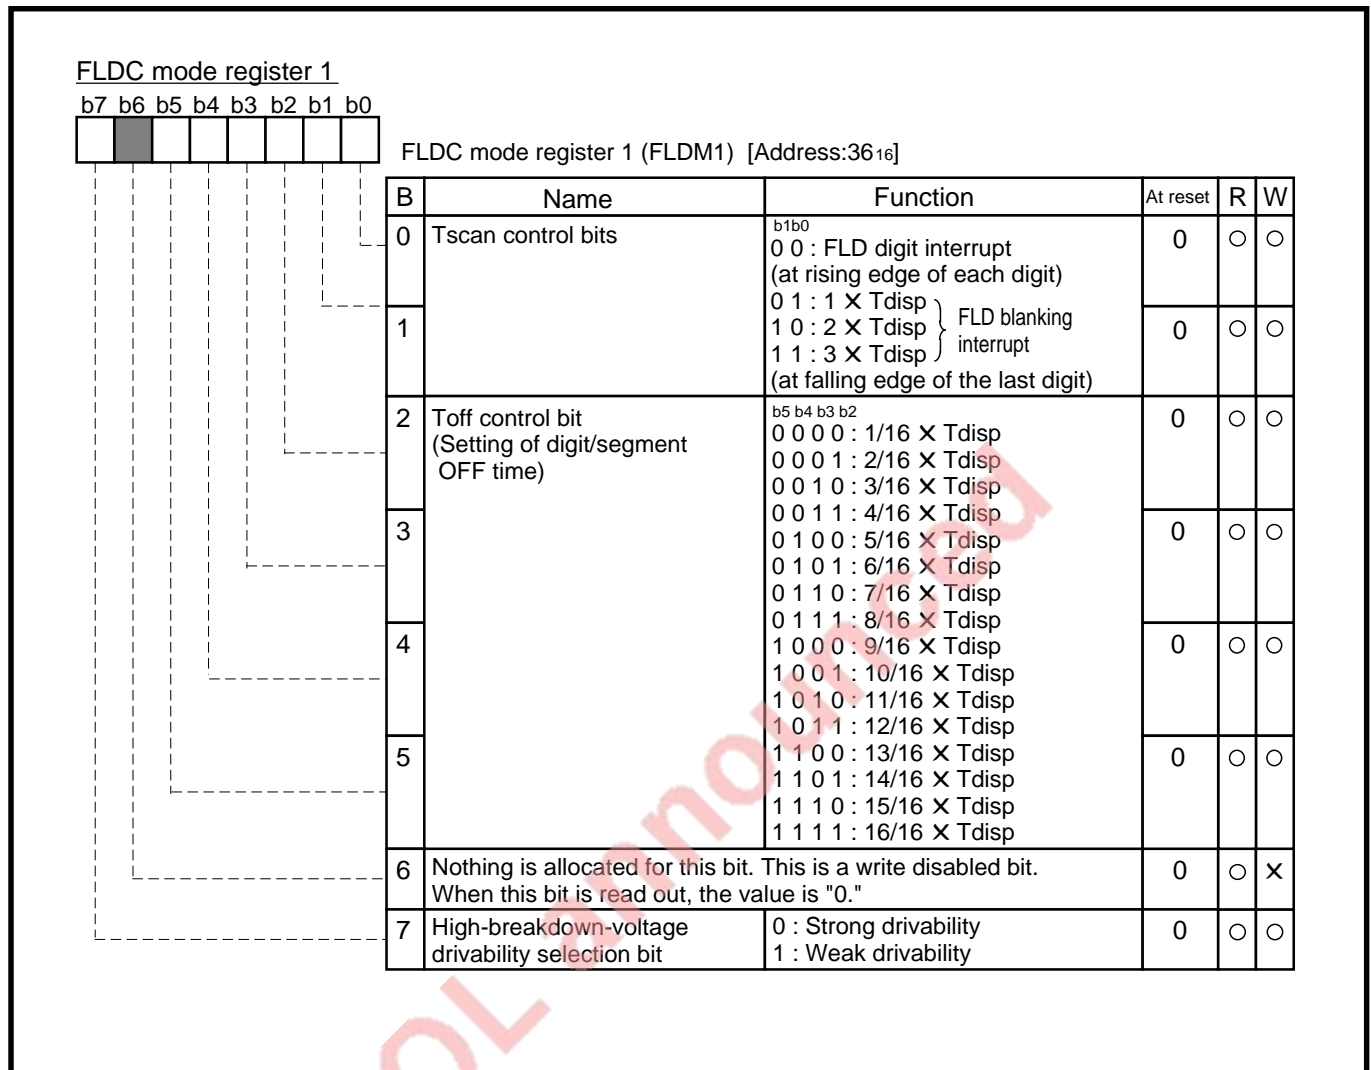 FLDC mode register 1
b7 b6 b5 b4 b3 b2 b1 b0
FLDC mode register 1 (FLDM1) [Address:36₁₆]
B Name Function At reset R W
0 Tscan control bits
b1b0
0 0 : FLD digit interrupt
(at rising edge of each digit)
0 1 : 1 × Tdisp
1 0 : 2 × Tdisp
1 1 : 3 × Tdisp
FLD blanking
interrupt
(at falling edge of the last digit)
0 ○ ○
1 0 ○ ○
2 Toff control bit
(Setting of digit/segment
OFF time)
b5 b4 b3 b2
0 0 0 0 : 1/16 × Tdisp
0 0 0 1 : 2/16 × Tdisp
0 0 1 0 : 3/16 × Tdisp
0 0 1 1 : 4/16 × Tdisp
0 1 0 0 : 5/16 × Tdisp
0 1 0 1 : 6/16 × Tdisp
0 1 1 0 : 7/16 × Tdisp
0 1 1 1 : 8/16 × Tdisp
1 0 0 0 : 9/16 × Tdisp
1 0 0 1 : 10/16 × Tdisp
1 0 1 0 : 11/16 × Tdisp
1 0 1 1 : 12/16 × Tdisp
1 1 0 0 : 13/16 × Tdisp
1 1 0 1 : 14/16 × Tdisp
1 1 1 0 : 15/16 × Tdisp
1 1 1 1 : 16/16 × Tdisp
0 ○ ○
3 0 ○ ○
4 0 ○ ○
5 0 ○ ○
6 Nothing is allocated for this bit. This is a write disabled bit.
When this bit is read out, the value is "0."
0 ○ ×
7 High-breakdown-voltage
drivability selection bit
0 : Strong drivability
1 : Weak drivability
0 ○ ○
OL announced